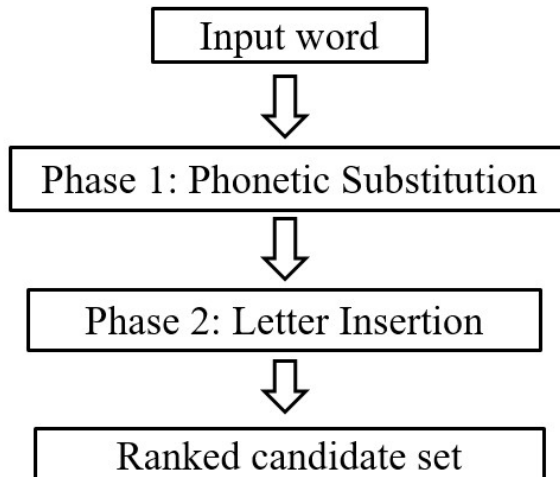 Input word
Phase 1: Phonetic Substitution
Phase 2: Letter Insertion
Ranked candidate set